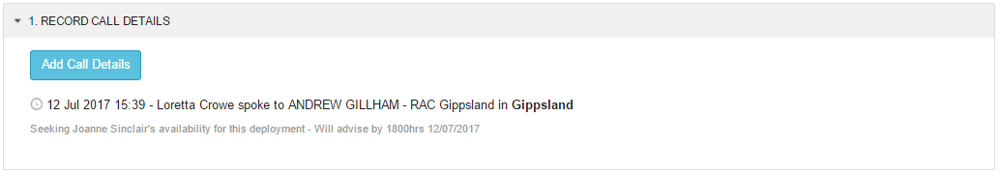 1. RECORD CALL DETAILS
Add Call Details
12 Jul 2017 15:39 - Loretta Crowe spoke to ANDREW GILLHAM - RAC Gippsland in Gippsland
Seeking Joanne Sinclair's availability for this deployment - Will advise by 1800hrs 12/07/2017